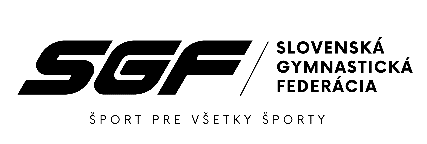 SGF
SLOVENSKÁ
GYMNASTICKÁ
FEDERÁCIA
ŠPORT PRE VŠETKY ŠPORTY